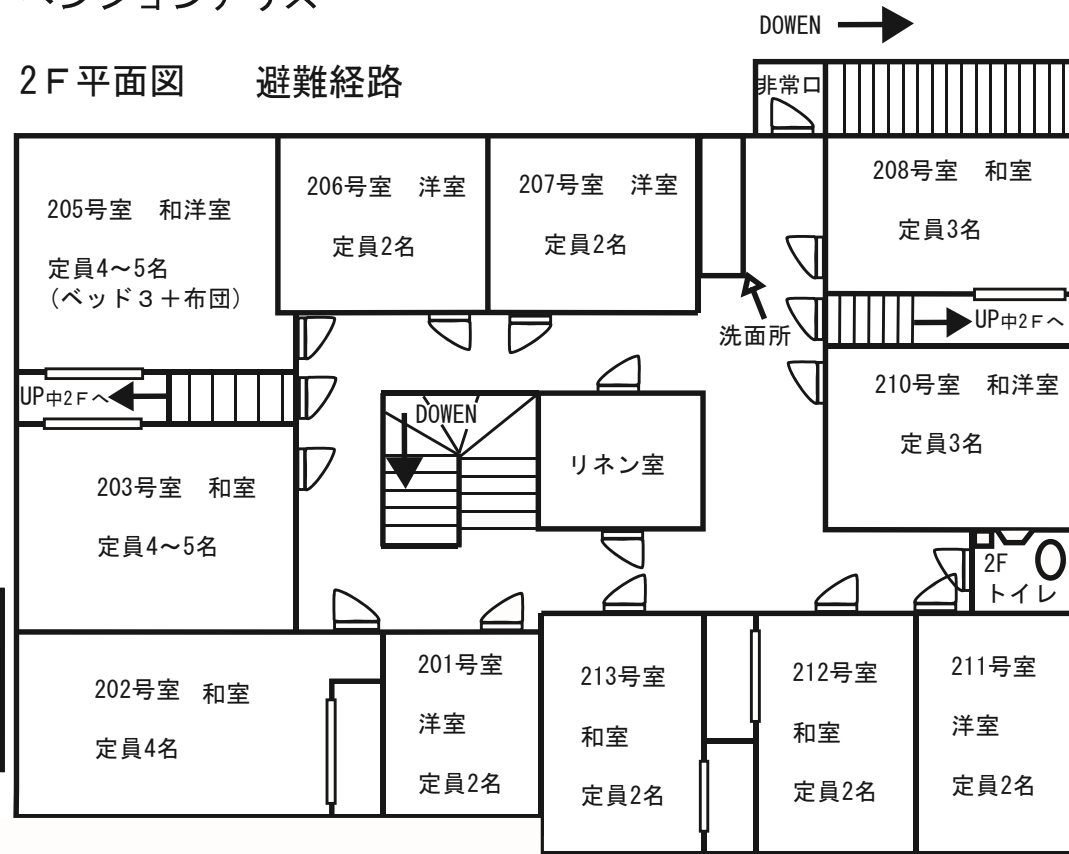 DOWEN
2Ｆ平面図　　避難経路
非常口
205号室　和洋室
定員4～5名
（ベッド３＋布団）
206号室　洋室
定員2名
207号室　洋室
定員2名
208号室　和室
定員3名
洗面所
UP中2Ｆへ
UP中2Ｆへ
DOWEN
リネン室
210号室　和洋室
定員3名
203号室　和室
定員4～5名
2F
トイレ
202号室　和室
定員4名
201号室
洋室
定員2名
213号室
和室
定員2名
212号室
和室
定員2名
211号室
洋室
定員2名